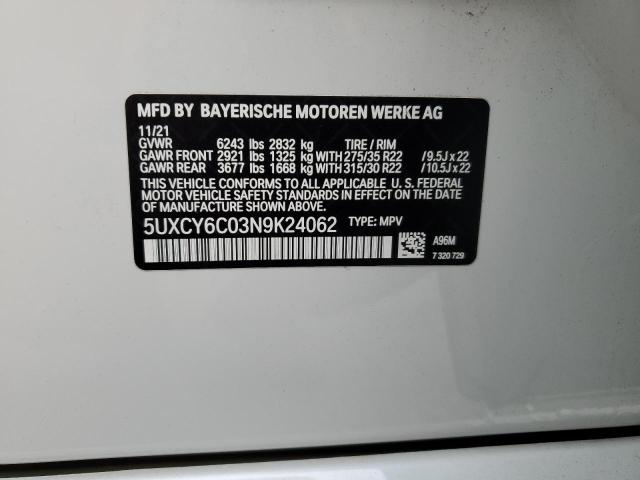 MFD BY BAYERISCHE MOTOREN WERKE AG
11/21
GVWR 6243 lbs 2832 kg TIRE / RIM
GAWR FRONT 2921 lbs 1325 kg WITH 275/35 R22 /9.5J x 22
GAWR REAR 3677 lbs 1668 kg WITH 315/30 R22 /10.5J x 22
THIS VEHICLE CONFORMS TO ALL APPLICABLE U. S. FEDERAL
MOTOR VEHICLE SAFETY STANDARDS IN EFFECT ON THE DATE
OF MANUFACTURE SHOWN ABOVE.
5UXCY6C03N9K24062 TYPE: MPV
A96M
7 320 729